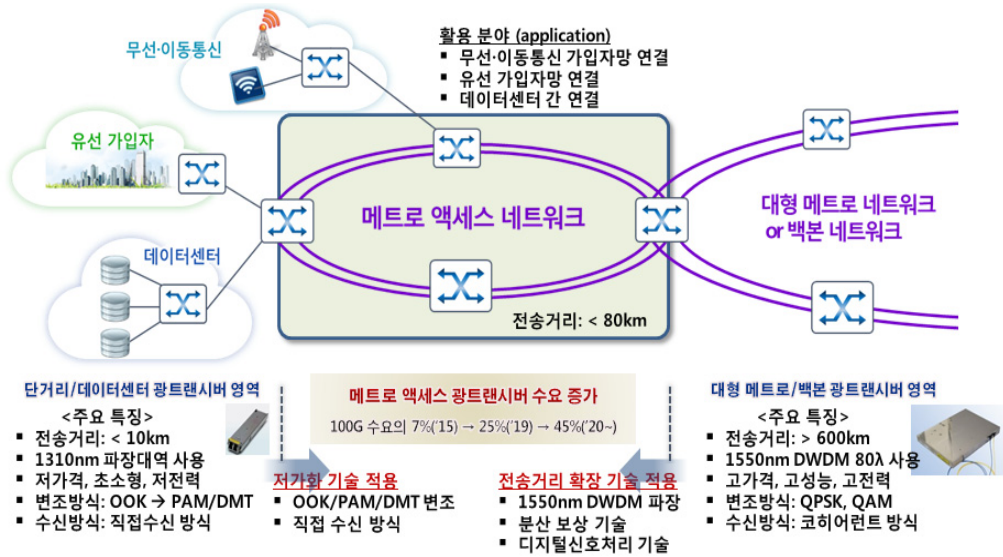 무선·이동통신
활용 분야 (application)
▪ 무선·이동통신 가입자망 연결
▪ 유선 가입자망 연결
▪ 데이터센터 간 연결
유선 가입자
메트로 액세스 네트워크
대형 메트로 네트워크
or 백본 네트워크
데이터센터
전송거리: < 80km
단거리/데이터센터 광트랜시버 영역
<주요 특징>
▪ 전송거리: < 10km
▪ 1310nm 파장대역 사용
▪ 저가격, 초소형, 저전력
▪ 변조방식: OOK → PAM/DMT
▪ 수신방식: 직접수신 방식
메트로 액세스 광트랜시버 수요 증가
100G 수요의 7%('15) → 25%('19) → 45%('20~)
저가화 기술 적용
▪ OOK/PAM/DMT 변조
▪ 직접 수신 방식
전송거리 확장 기술 적용
▪ 1550nm DWDM 파장
▪ 분산 보상 기술
▪ 디지털신호처리 기술
대형 메트로/백본 광트랜시버 영역
<주요 특징>
▪ 전송거리: > 600km
▪ 1550nm DWDM 80λ 사용
▪ 고가격, 고성능, 고전력
▪ 변조방식: QPSK, QAM
▪ 수신방식: 코히어런트 방식